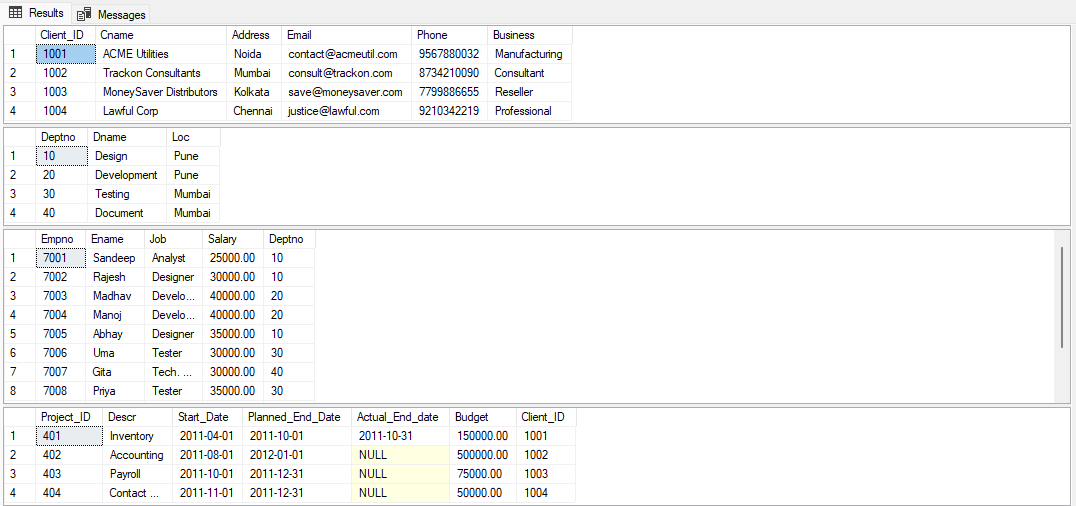 Results Messages
Client_ID Cname Address Email Phone Business
1 1001 ACME Utilities Noida contact@acmeutil.com 9567880032 Manufacturing
2 1002 Trackon Consultants Mumbai consult@trackon.com 8734210090 Consultant
3 1003 MoneySaver Distributors Kolkata save@moneysaver.com 7799886655 Reseller
4 1004 Lawful Corp Chennai justice@lawful.com 9210342219 Professional
Deptno Dname Loc
1 10 Design Pune
2 20 Development Pune
3 30 Testing Mumbai
4 40 Document Mumbai
Empno Ename Job Salary Deptno
1 7001 Sandeep Analyst 25000.00 10
2 7002 Rajesh Designer 30000.00 10
3 7003 Madhav Develo... 40000.00 20
4 7004 Manoj Develo... 40000.00 20
5 7005 Abhay Designer 35000.00 10
6 7006 Uma Tester 30000.00 30
7 7007 Gita Tech. ... 30000.00 40
8 7008 Priya Tester 35000.00 30
Project_ID Descr Start_Date Planned_End_Date Actual_End_date Budget Client_ID
1 401 Inventory 2011-04-01 2011-10-01 2011-10-31 150000.00 1001
2 402 Accounting 2011-08-01 2012-01-01 NULL 500000.00 1002
3 403 Payroll 2011-10-01 2011-12-31 NULL 75000.00 1003
4 404 Contact ... 2011-11-01 2011-12-31 NULL 50000.00 1004